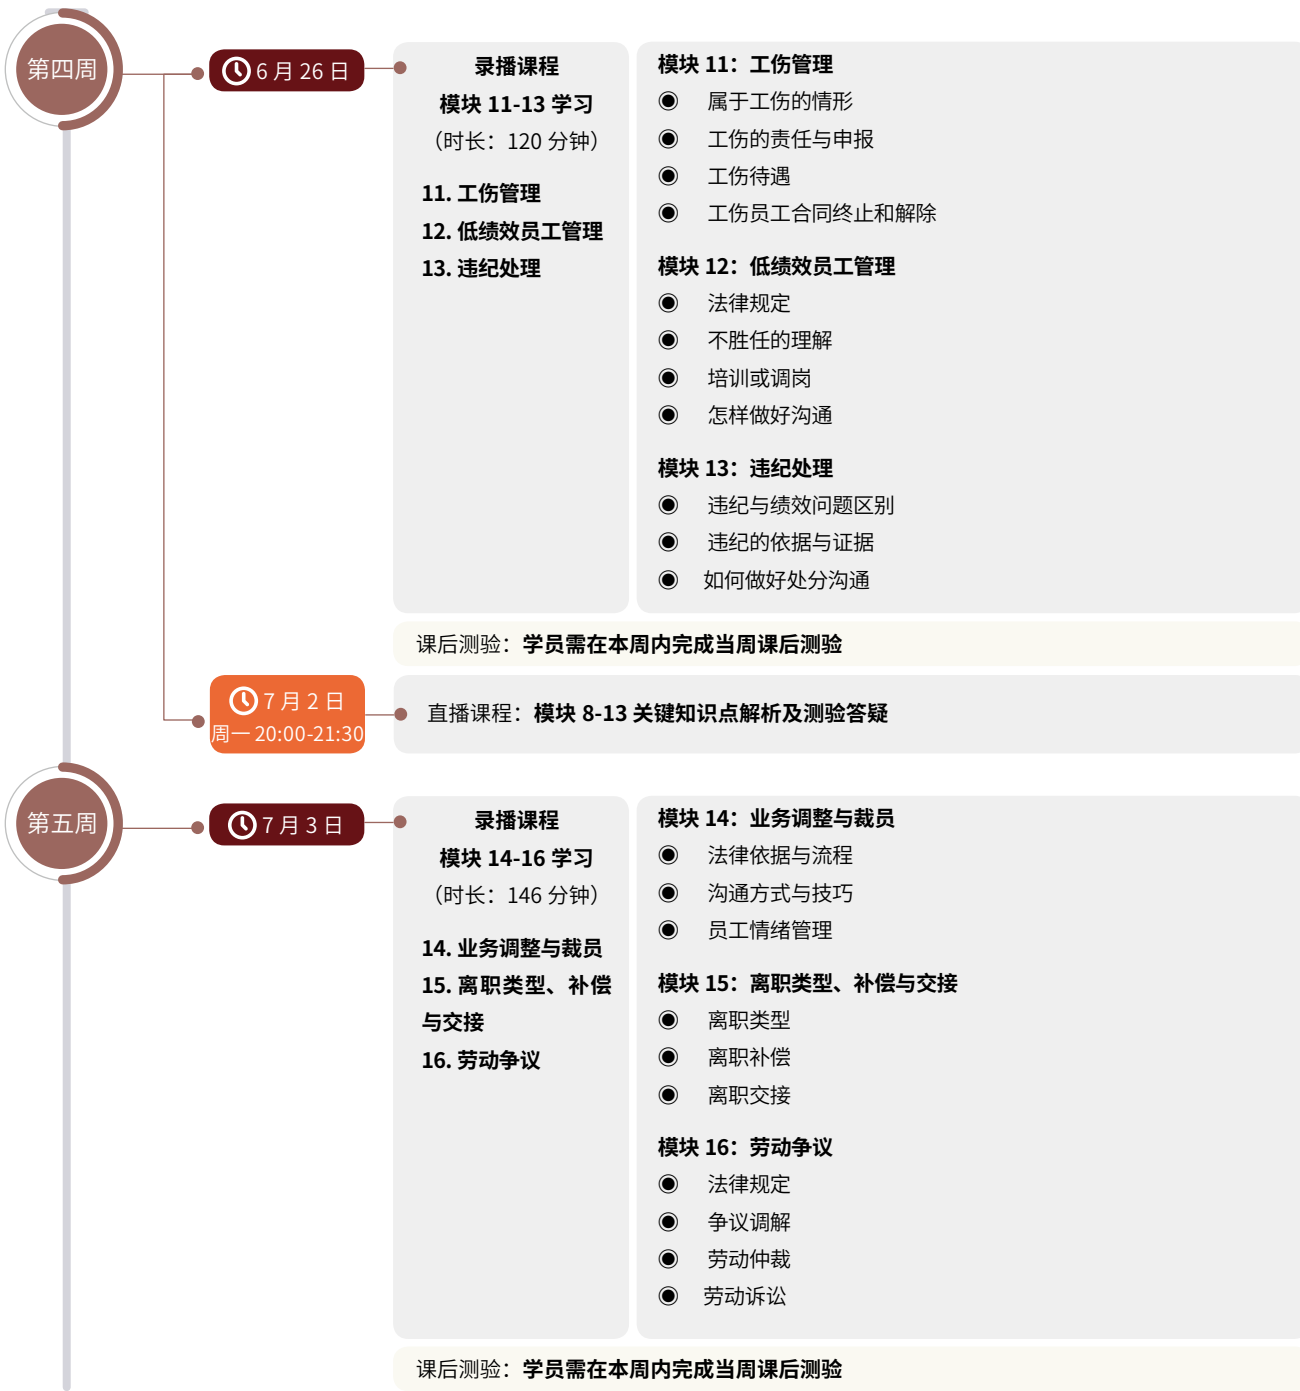 第四周
6 月 26 日
录播课程
模块 11-13 学习
（时长：120 分钟）
11. 工伤管理
12. 低绩效员工管理
13. 违纪处理
模块 11：工伤管理
◉ 属于工伤的情形
◉ 工伤的责任与申报
◉ 工伤待遇
◉ 工伤员工合同终止和解除
模块 12：低绩效员工管理
◉ 法律规定
◉ 不胜任的理解
◉ 培训或调岗
◉ 怎样做好沟通
模块 13：违纪处理
◉ 违纪与绩效问题区别
◉ 违纪的依据与证据
◉ 如何做好处分沟通
课后测验：学员需在本周内完成当周课后测验
7 月 2 日
周一 20:00-21:30
直播课程：模块 8-13 关键知识点解析及测验答疑
第五周
7 月 3 日
录播课程
模块 14-16 学习
（时长：146 分钟）
14. 业务调整与裁员
15. 离职类型、补偿
与交接
16. 劳动争议
模块 14：业务调整与裁员
◉ 法律依据与流程
◉ 沟通方式与技巧
◉ 员工情绪管理
模块 15：离职类型、补偿与交接
◉ 离职类型
◉ 离职补偿
◉ 离职交接
模块 16：劳动争议
◉ 法律规定
◉ 争议调解
◉ 劳动仲裁
◉ 劳动诉讼
课后测验：学员需在本周内完成当周课后测验